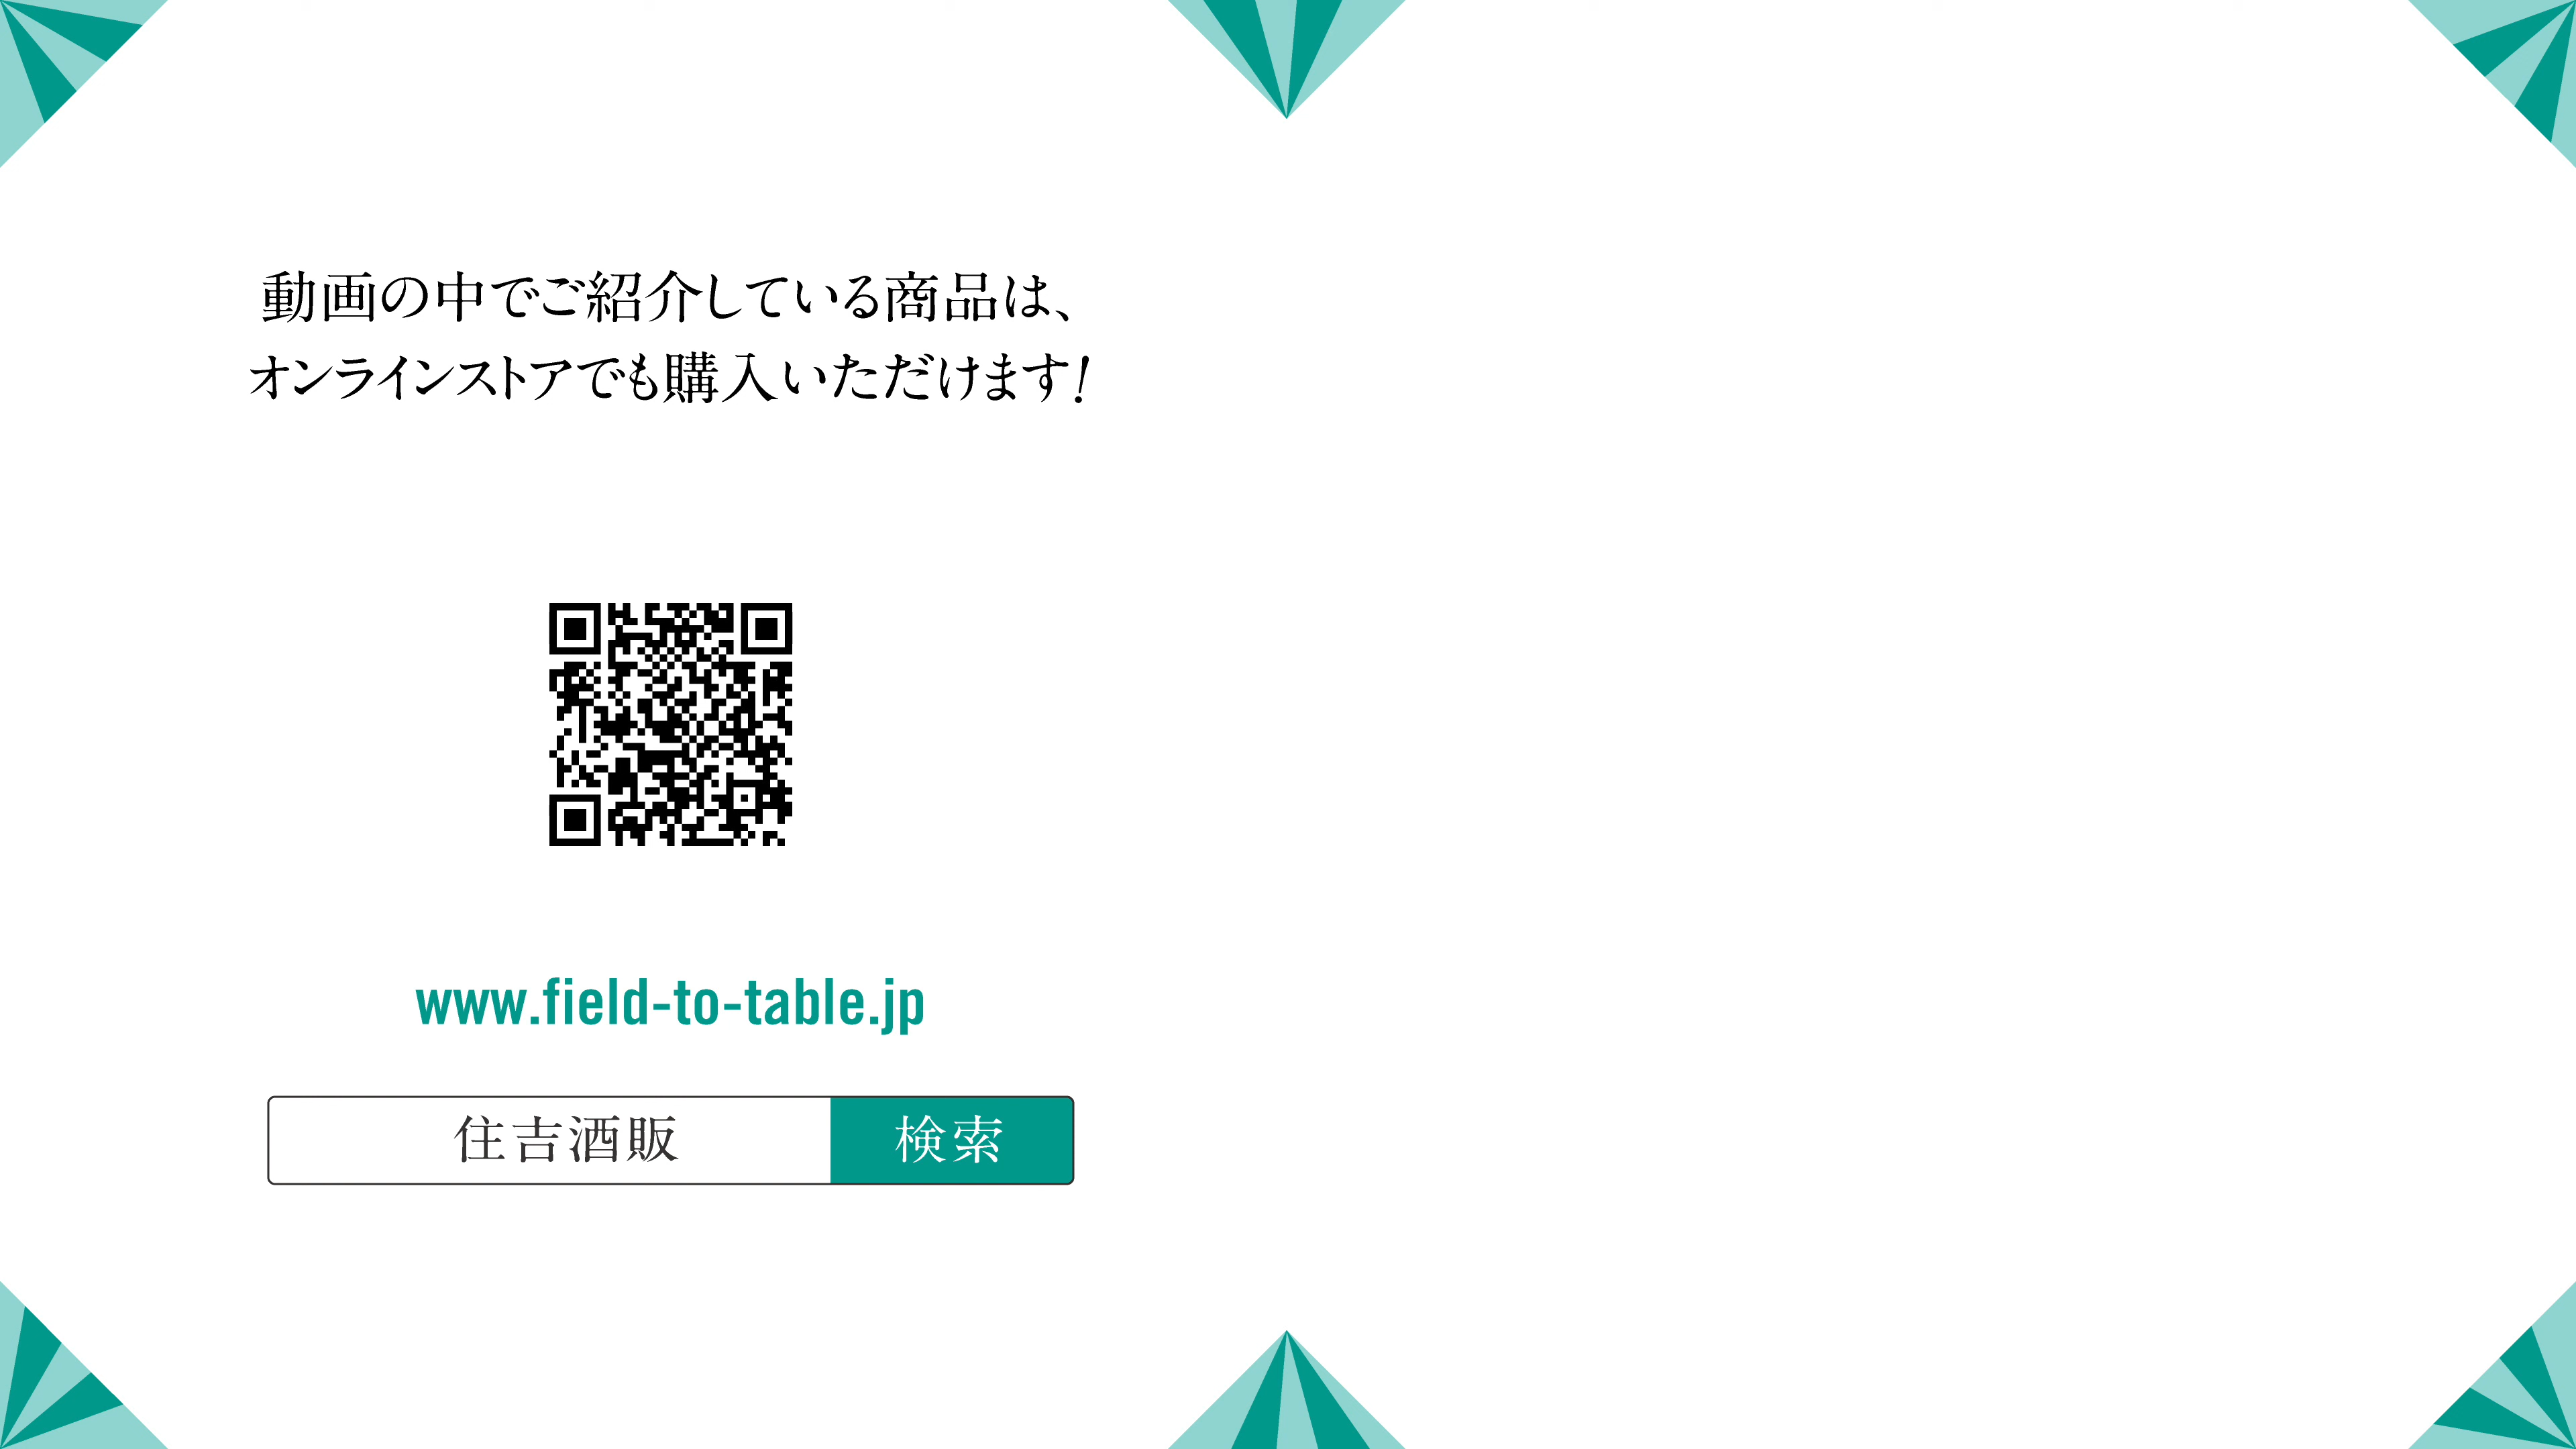 動画の中でご紹介している商品は、
オンラインストアでも購入いただけます!
www.field-to-table.jp
住吉酒販 検索